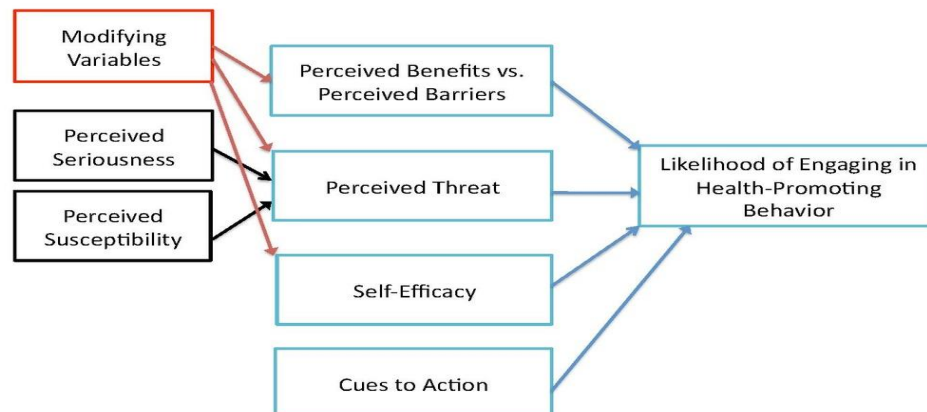 Modifying
Variables
Perceived
Seriousness
Perceived
Susceptibility
Perceived Benefits vs.
Perceived Barriers
Perceived Threat
Self-Efficacy
Cues to Action
Likelihood of Engaging in
Health-Promoting
Behavior